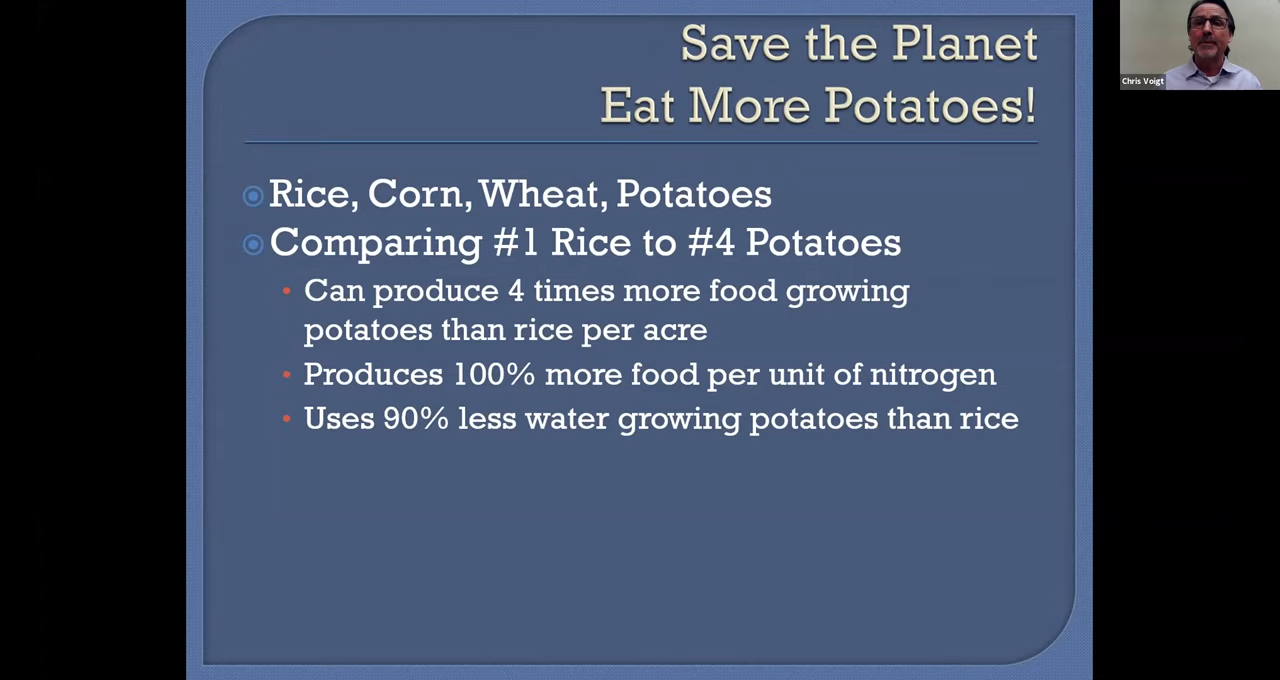 Save the Planet
Eat More Potatoes!
Chris Voigt
Rice, Corn, Wheat, Potatoes
Comparing #1 Rice to #4 Potatoes
Can produce 4 times more food growing
potatoes than rice per acre
Produces 100% more food per unit of nitrogen
Uses 90% less water growing potatoes than rice